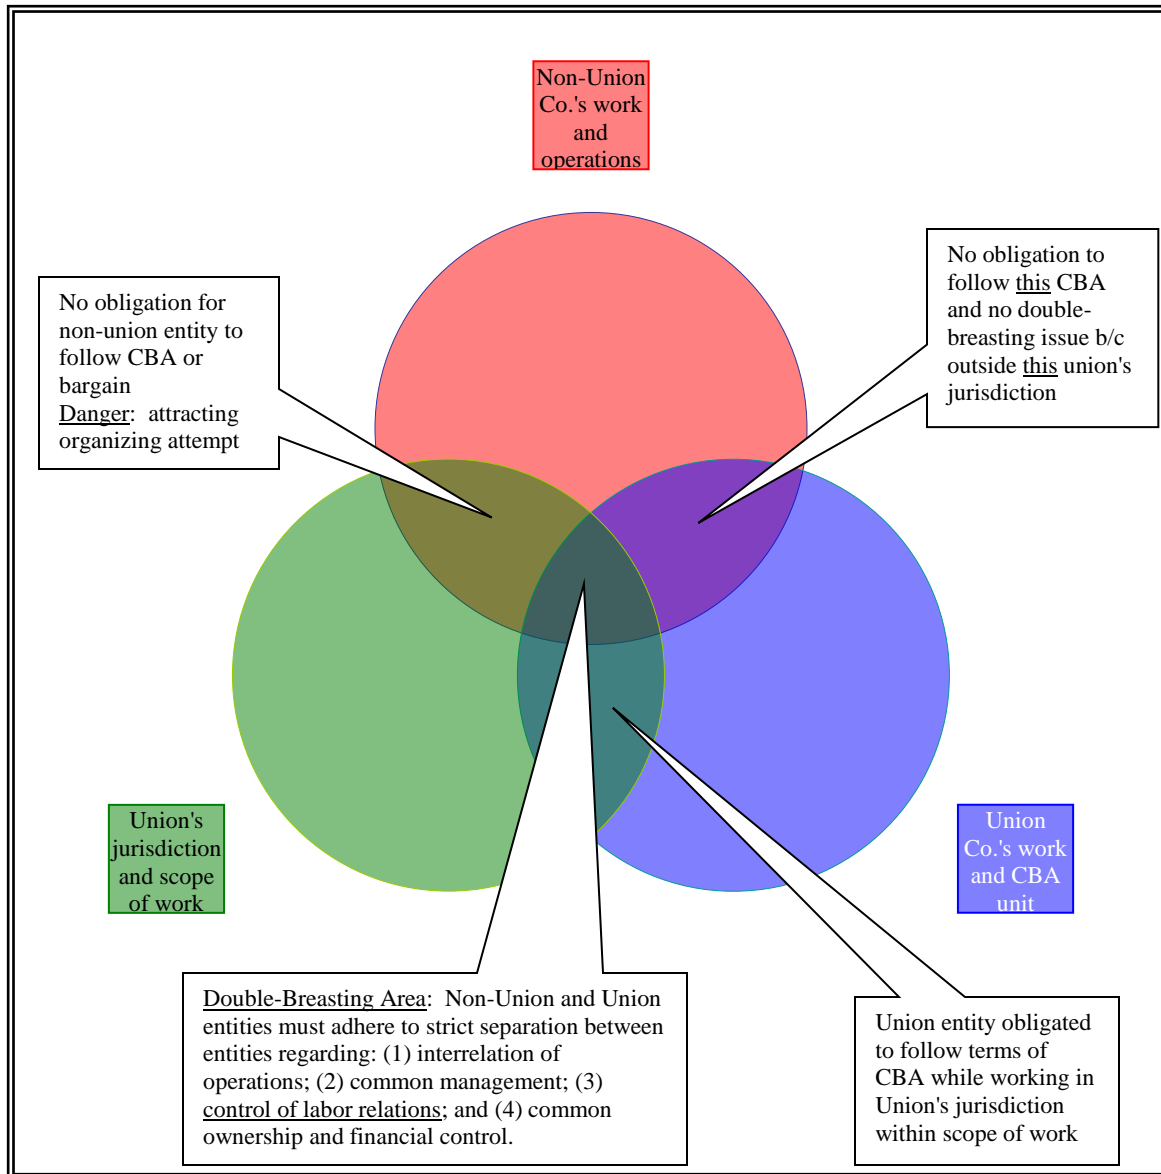 Non-Union
Co.'s work
and
operations
No obligation to
follow this CBA
and no double-
breasting issue b/c
outside this union's
jurisdiction
No obligation for
non-union entity to
follow CBA or
bargain
Danger:  attracting
organizing attempt
Union's
jurisdiction
and scope
of work
Union
Co.'s work
and CBA
unit
Double-Breasting Area:  Non-Union and Union
entities must adhere to strict separation between
entities regarding: (1) interrelation of
operations; (2) common management; (3)
control of labor relations; and (4) common
ownership and financial control.
Union entity obligated
to follow terms of
CBA while working in
Union's jurisdiction
within scope of work